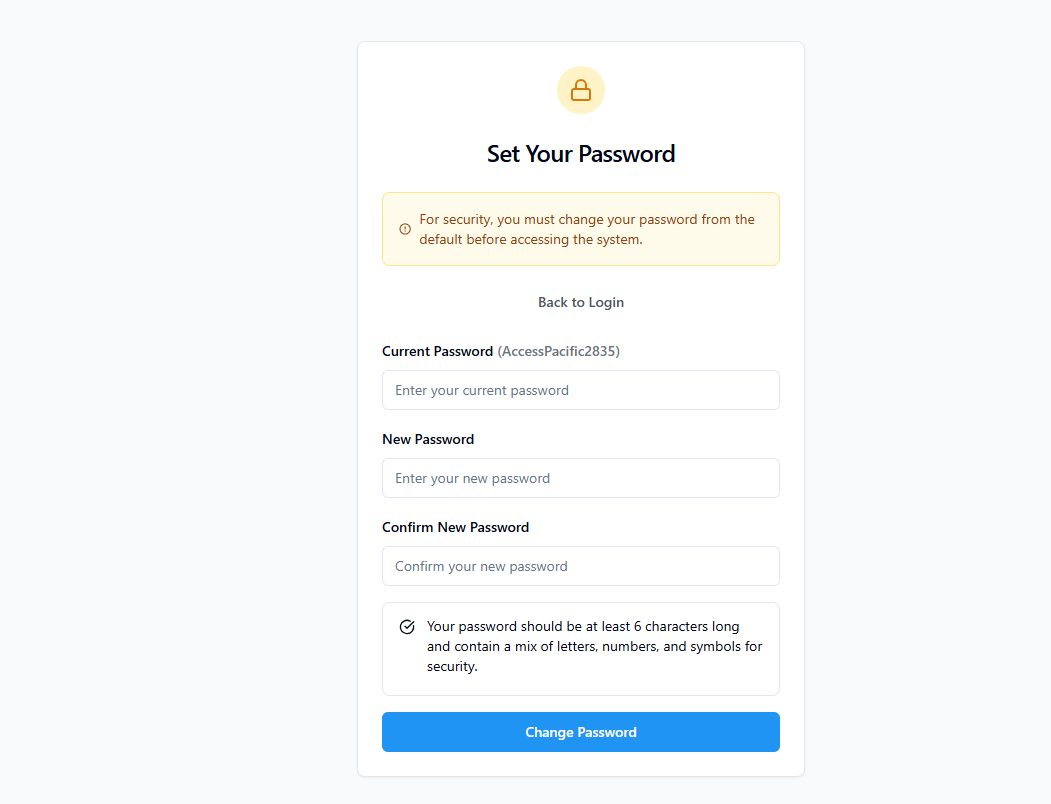 Set Your Password
For security, you must change your password from the
default before accessing the system.
Back to Login
Current Password (AccessPacific2835)
Enter your current password
New Password
Enter your new password
Confirm New Password
Confirm your new password
Your password should be at least 6 characters long
and contain a mix of letters, numbers, and symbols for
security.
Change Password